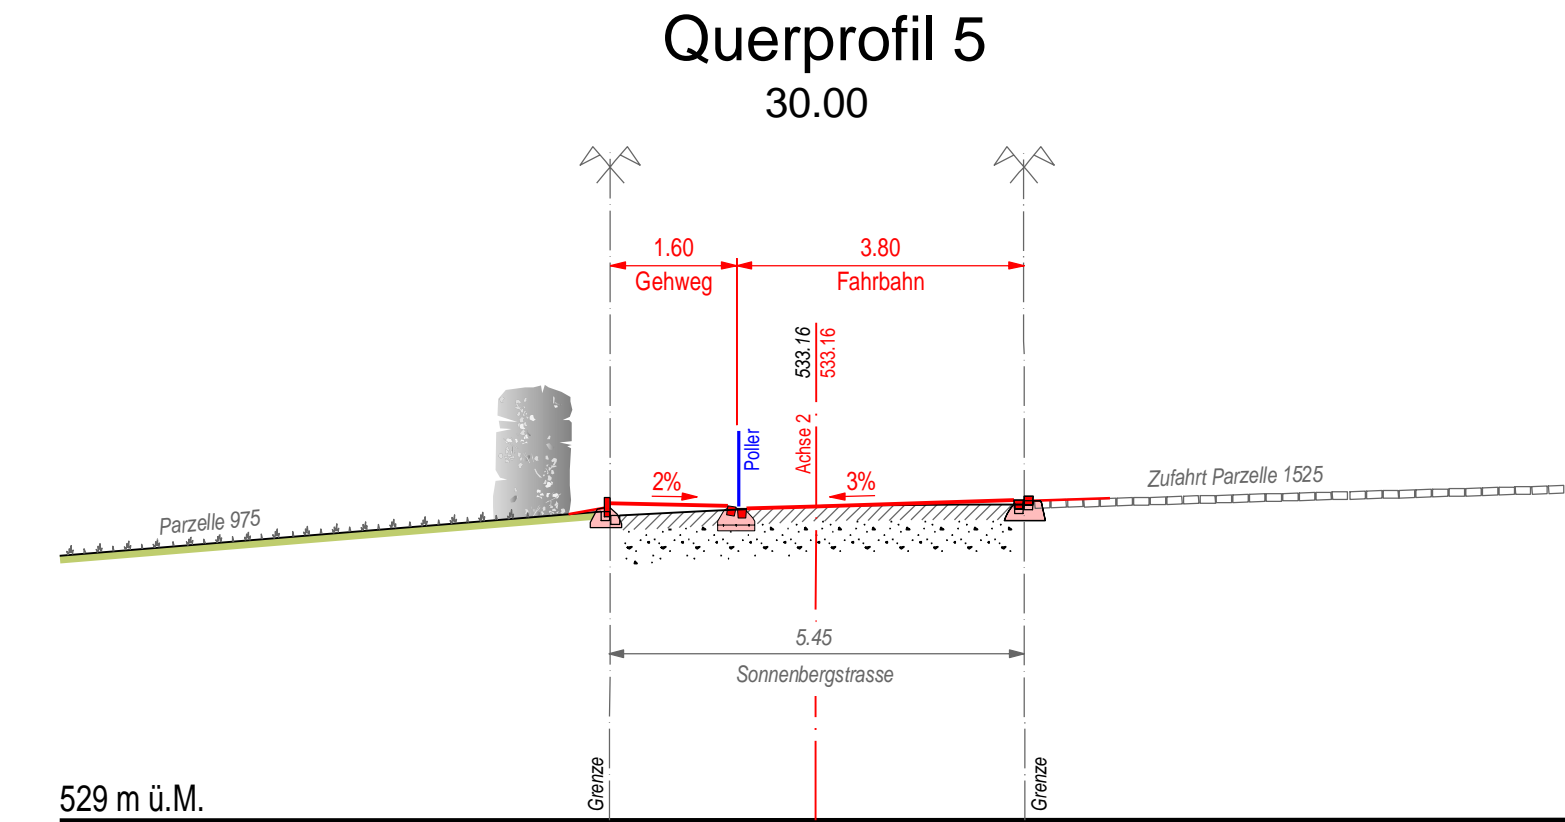 Querprofil 5
30.00
1.60
3.80
Gehweg
Fahrbahn
533.16
533.16
Achse 2
Poller
2%
3%
Parzelle 975
Zufahrt Parzelle 1525
5.45
Sonnenbergstrasse
Grenze
Grenze
529 m ü.M.